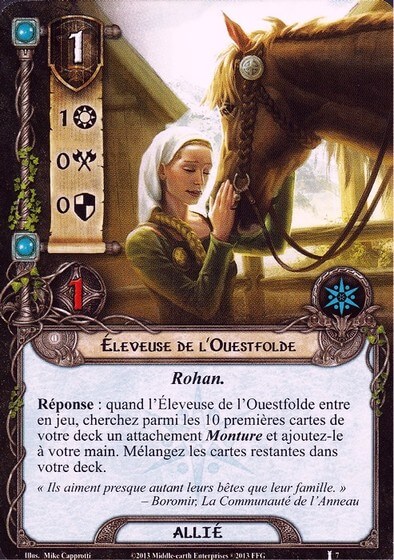 1
1
0
0
1
Éleveuse de l'Ouestfolde
Rohan.
Réponse : quand l'Éleveuse de l'Ouestfolde entre
en jeu, cherchez parmi les 10 premières cartes de
votre deck un attachement Monture et ajoutez-le
à votre main. Mélangez les cartes restantes dans
votre deck.
« Ils aiment presque autant leurs bêtes que leur famille. »
– Boromir, La Communauté de l'Anneau
Allié
Illus. Mike Capprotti ©2013 Middle-earth Enterprises ©2013 FFG 7